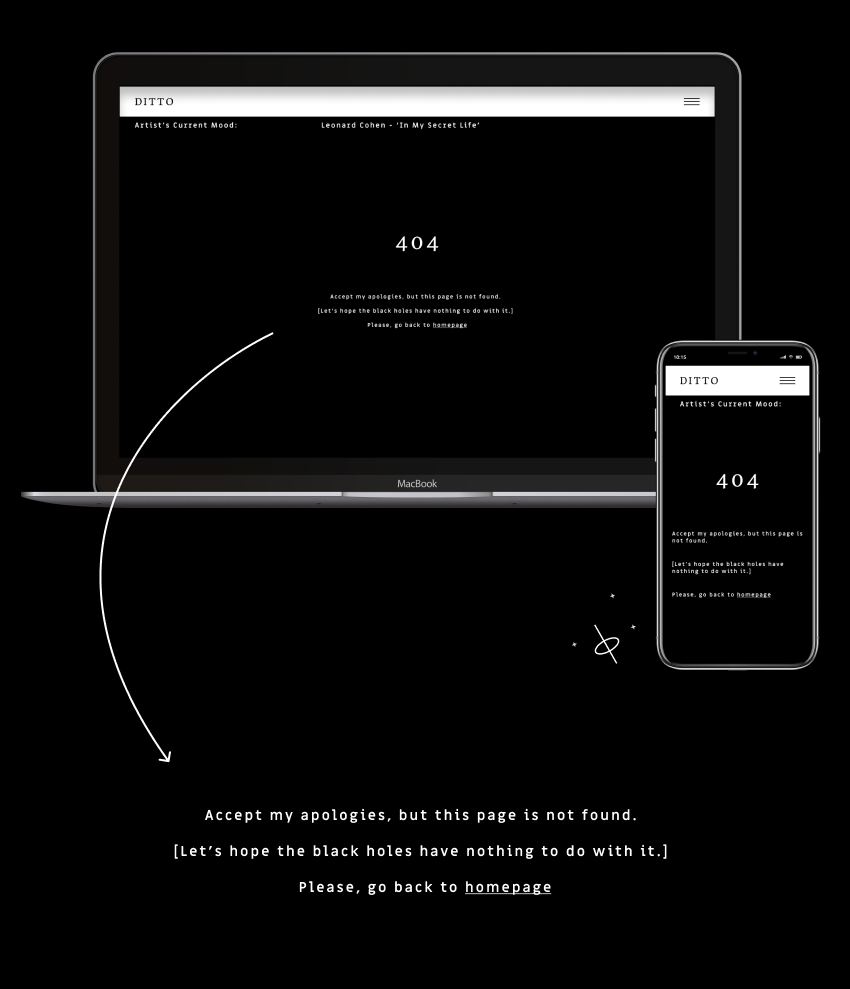 DITTO
Artist's Current Mood:
Leonard Cohen - 'In My Secret Life'
404
Accept my apologies, but this page is not found.
[Let's hope the black holes have nothing to do with it.]
Please, go back to homepage
MacBook
10:15
DITTO
Artist's Current Mood:
404
Accept my apologies, but this page is
not found.
[Let's hope the black holes have
nothing to do with it.]
Please, go back to homepage
Accept my apologies, but this page is not found.
[Let's hope the black holes have nothing to do with it.]
Please, go back to homepage